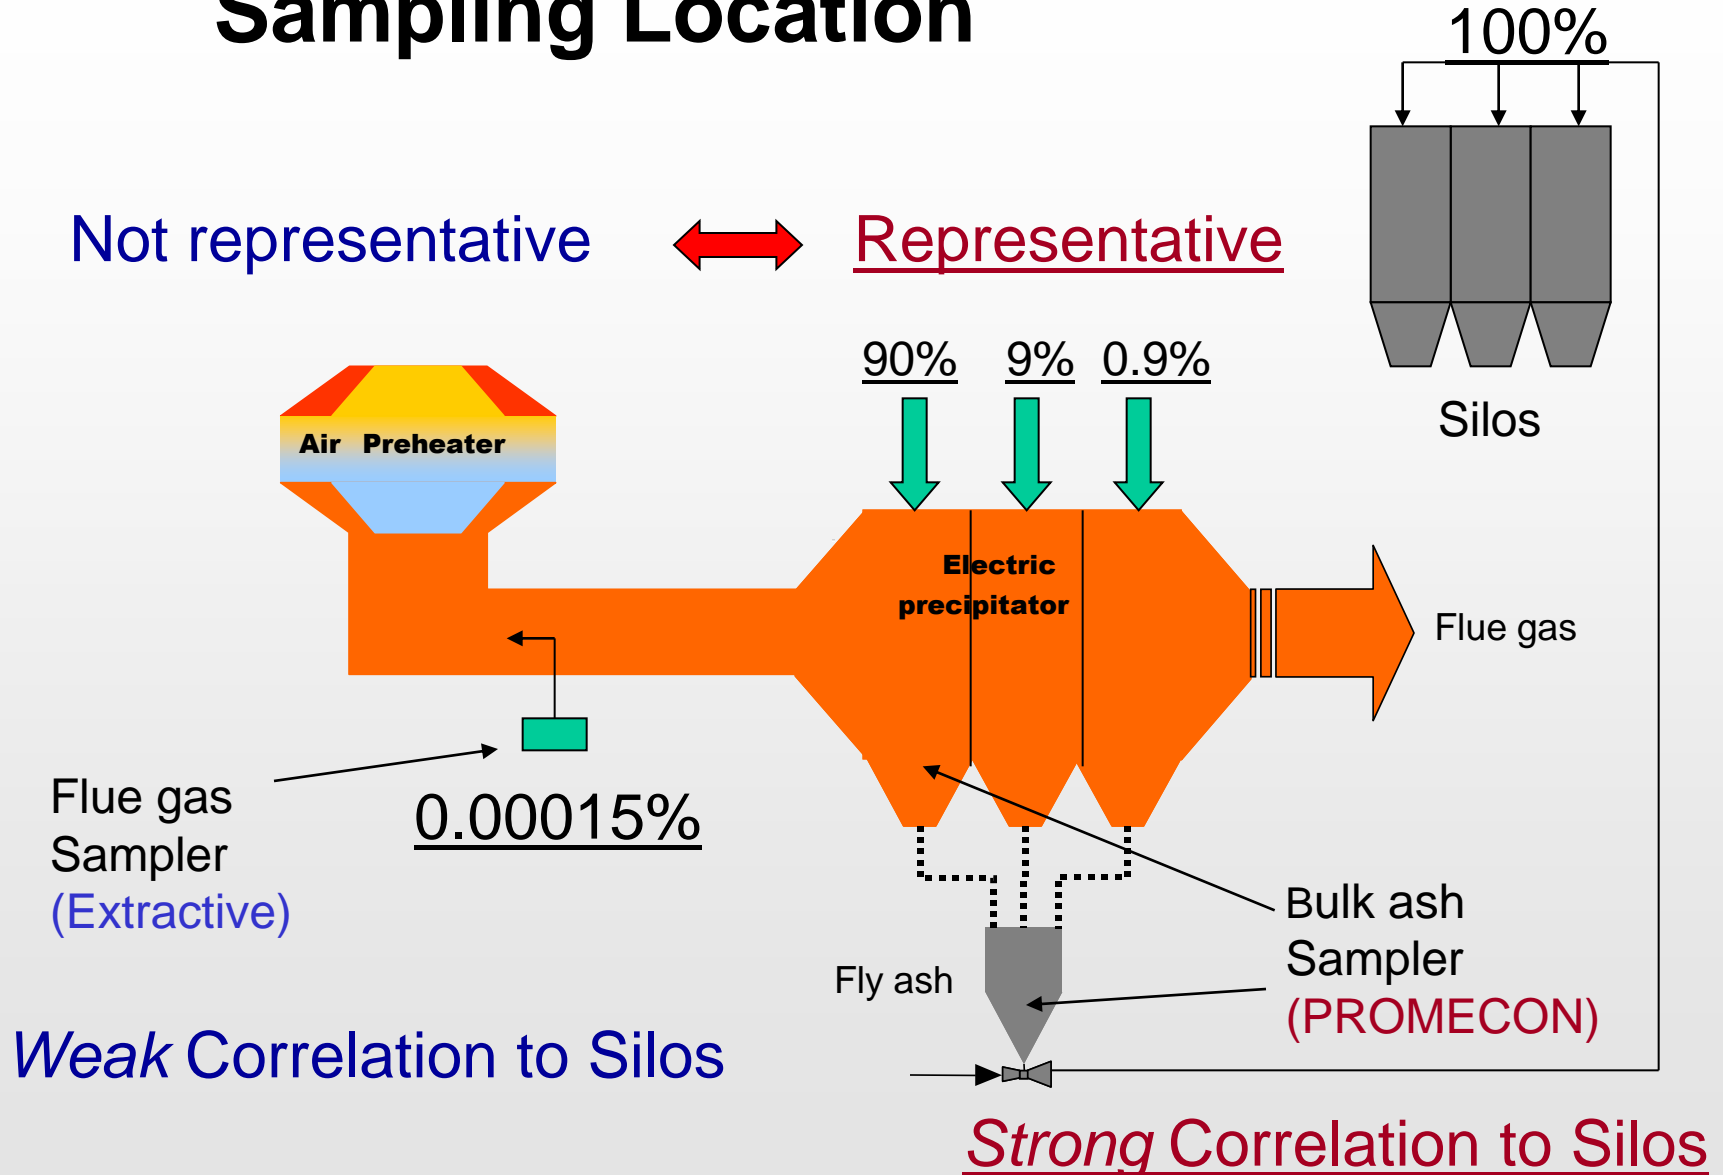 Sampling Location
100%
Not representative
Representative
90%
9%
0.9%
Silos
Air Preheater
Electric
precipitator
Flue gas
Flue gas
Sampler
(Extractive)
0.00015%
Bulk ash
Sampler
(PROMECON)
Fly ash
Weak Correlation to Silos
Strong Correlation to Silos